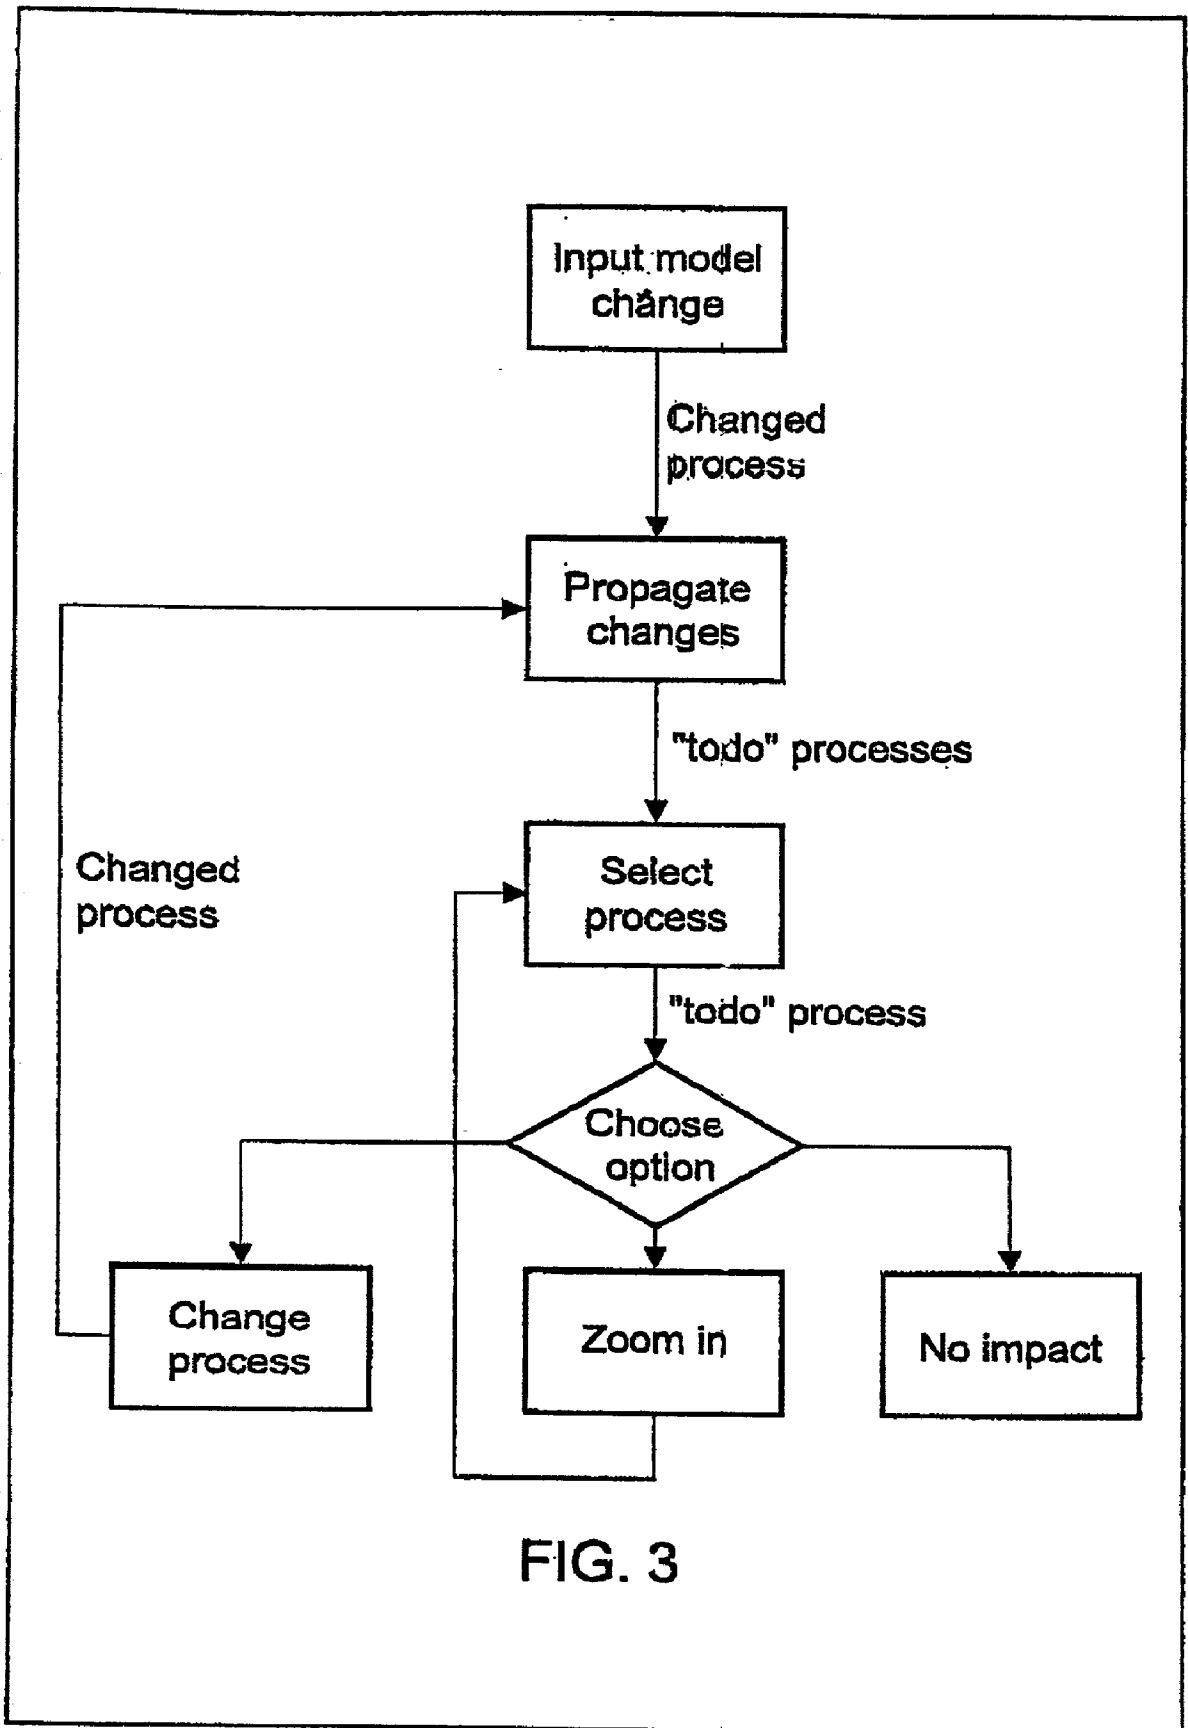 Input model
change
Changed
process
Propagate
changes
"todo" processes
Select
process
Changed
process
"todo" process
Choose
option
Change
process
Zoom in
No impact
FIG. 3